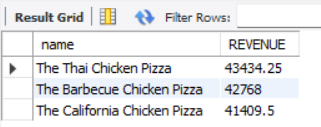 Result Grid Filter Rows:
name REVENUE
The Thai Chicken Pizza 43434.25
The Barbecue Chicken Pizza 42768
The California Chicken Pizza 41409.5